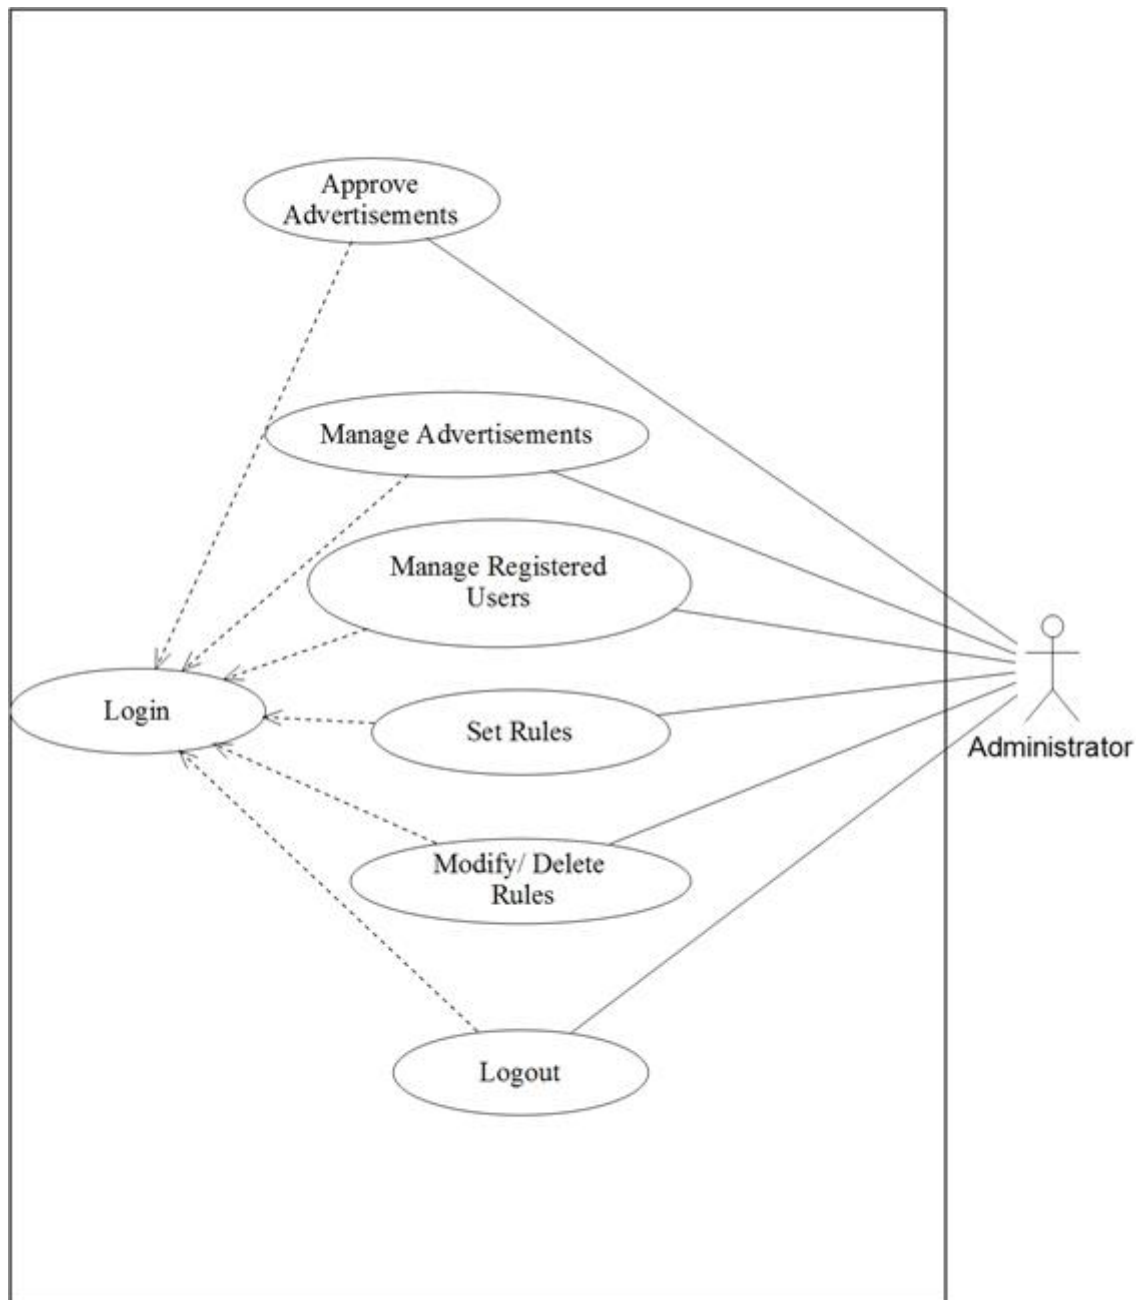 Approve
Advertisements
Manage Advertisements
Manage Registered
Users
Login
Set Rules
Administrator
Modify/ Delete
Rules
Logout